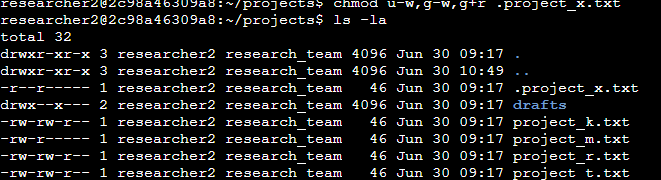 researcher2@2c98a46309a8:~/projects$ chmod u-w,g-w,g+r .project_x.txt
researcher2@2c98a46309a8:~/projects$ ls -la
total 32
drwxr-xr-x 3 researcher2 research_team 4096 Jun 30 09:17 .
drwxr-xr-x 3 researcher2 research_team 4096 Jun 30 10:49 ..
-r--r----- 1 researcher2 research_team 46 Jun 30 09:17 .project_x.txt
drwx--x--- 2 researcher2 research_team 4096 Jun 30 09:17 drafts
-rw-rw-r-- 1 researcher2 research_team 46 Jun 30 09:17 project_k.txt
-rw-r----- 1 researcher2 research_team 46 Jun 30 09:17 project_m.txt
-rw-rw-r-- 1 researcher2 research_team 46 Jun 30 09:17 project_r.txt
-rw-rw-r-- 1 researcher2 research_team 46 Jun 30 09:17 project_t.txt